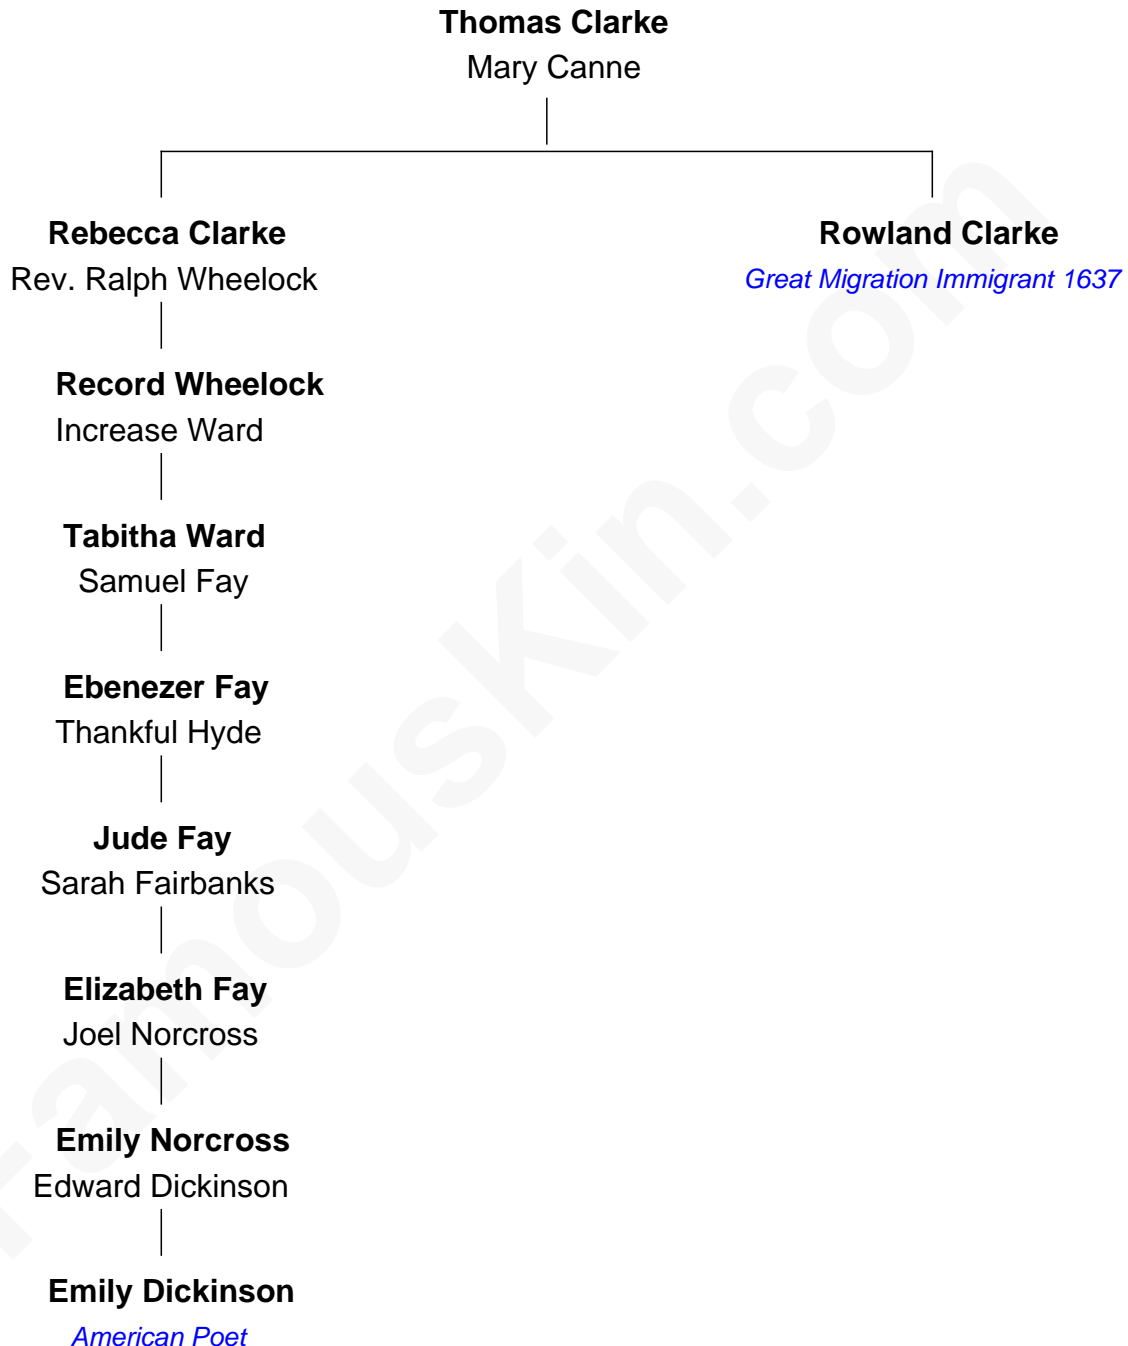 Thomas Clarke
Mary Canne
Rebecca Clarke
Rev. Ralph Wheelock
Rowland Clarke
Great Migration Immigrant 1637
Record Wheelock
Increase Ward
Tabitha Ward
Samuel Fay
Ebenezer Fay
Thankful Hyde
Jude Fay
Sarah Fairbanks
Elizabeth Fay
Joel Norcross
Emily Norcross
Edward Dickinson
Emily Dickinson
American Poet
FamousKin.com